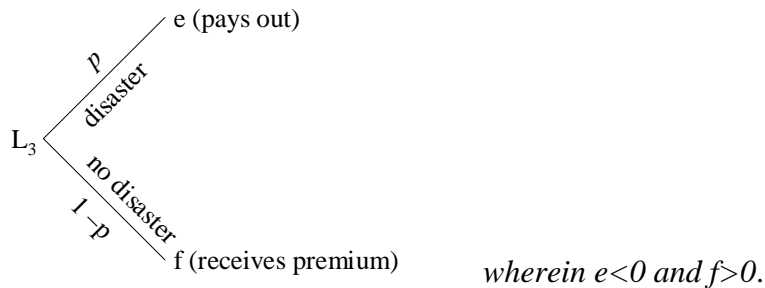 e (pays out)
p
disaster
L3
no disaster
1–p
f (receives premium)
wherein e<0 and f>0.